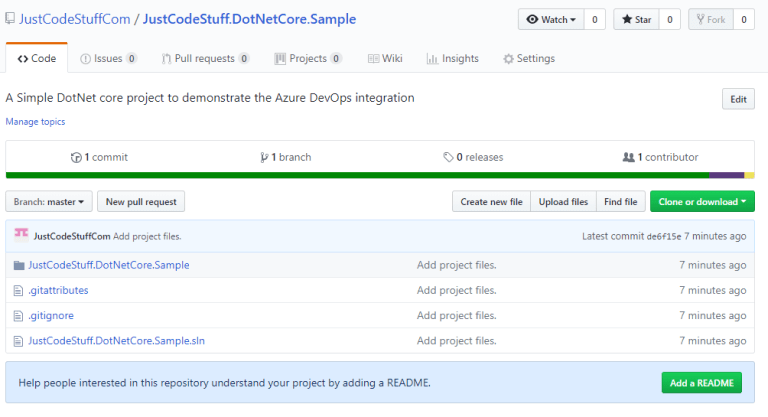 JustCodeStuffCom / JustCodeStuff.DotNetCore.Sample Watch 0 Star 0 Fork 0
Code Issues 0 Pull requests 0 Projects 0 Wiki Insights Settings
A Simple DotNet core project to demonstrate the Azure DevOps integration Edit
Manage topics
1 commit 1 branch 0 releases 1 contributor
Branch: master New pull request Create new file Upload files Find file Clone or download
JustCodeStuffCom Add project files. Latest commit de6f15e 7 minutes ago
JustCodeStuff.DotNetCore.Sample Add project files. 7 minutes ago
.gitattributes Add project files. 7 minutes ago
.gitignore Add project files. 7 minutes ago
JustCodeStuff.DotNetCore.Sample.sln Add project files. 7 minutes ago
Help people interested in this repository understand your project by adding a README. Add a README